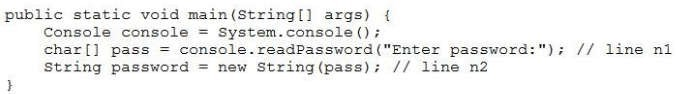 public static void main(String[] args) {
    Console console = System.console();
    char[] pass = console.readPassword("Enter password:"); // line n1
    String password = new String(pass); // line n2
}